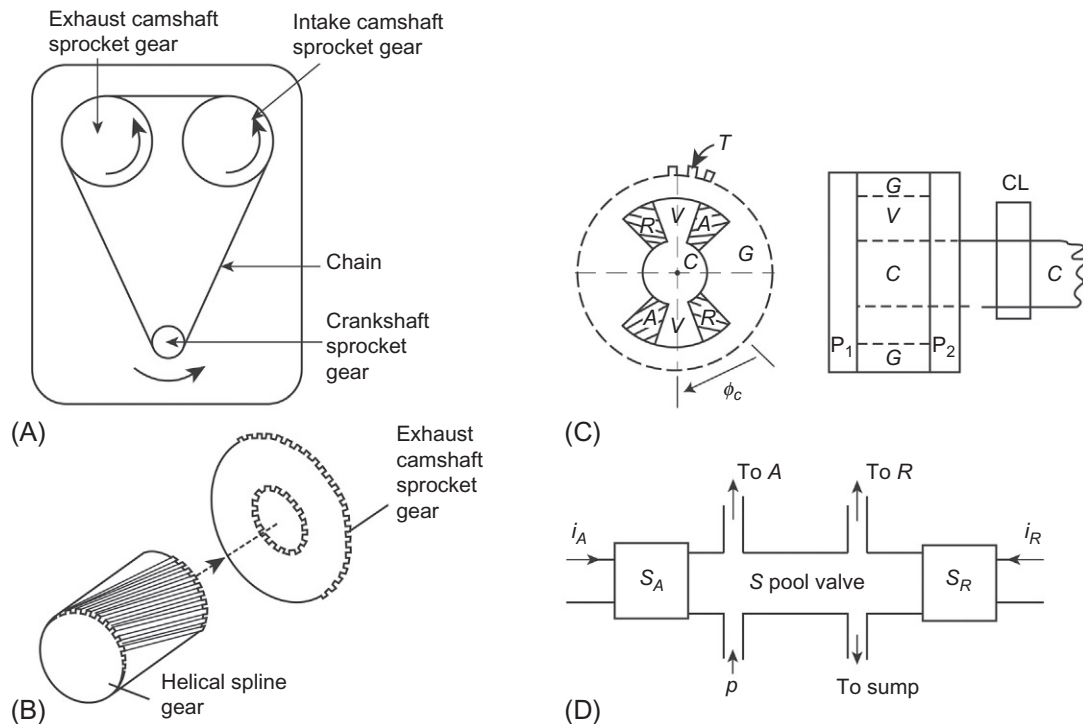 Exhaust camshaft
sprocket gear
Intake camshaft
sprocket gear
Chain
Crankshaft
sprocket
gear
(A)
Exhaust
camshaft
sprocket
gear
Helical spline
gear
(B)
T
R
V
A
C
G
A
V
R
ϕc
G
V
C
G
P1
P2
CL
C
(C)
To A
To R
iA
iR
SA
S pool valve
SR
p
To sump
(D)